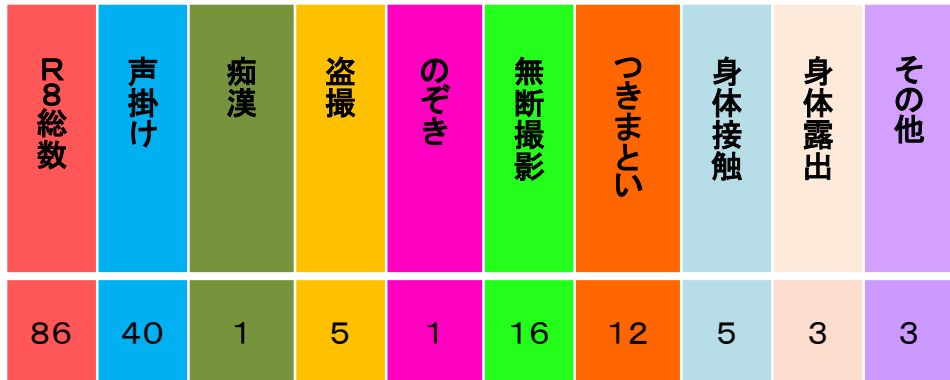 R8総数
声掛け
痴漢
盗撮
のぞき
無断撮影
つきまとい
身体接触
身体露出
その他
86
40
1
5
1
16
12
5
3
3